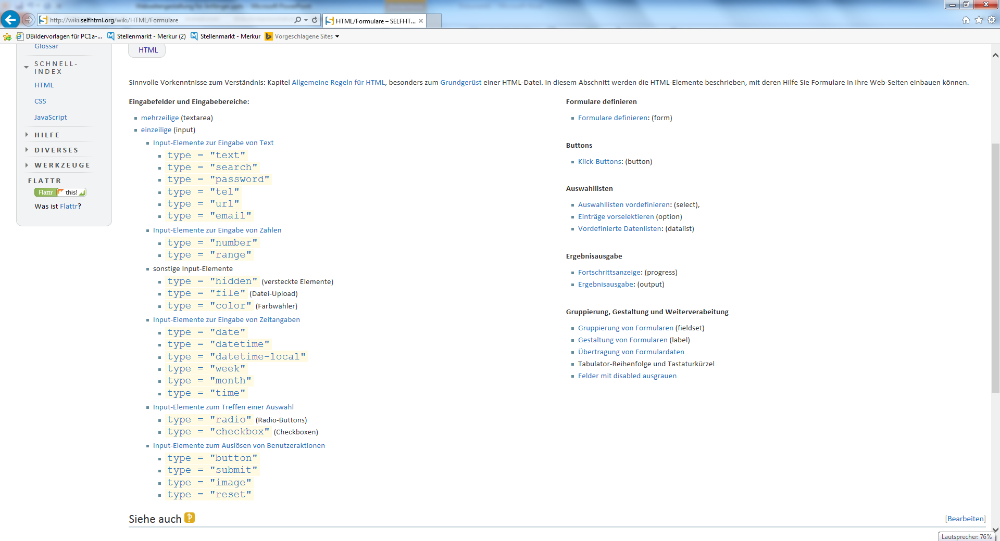 http://wiki.selfhtml.org/wiki/HTML/Formulare
HTML/Formulare – SELFHT...
DBildervorlagen für PC1a-...
Stellenmarkt - Merkur (2)
Stellenmarkt - Merkur
Vorgeschlagene Sites
Glossar
SCHNELL-
INDEX
HTML
CSS
JavaScript
HILFE
DIVERSES
WERKZEUGE
FLATTR
Flattr this!
Was ist Flattr?
HTML
Sinnvolle Vorkenntnisse zum Verständnis: Kapitel Allgemeine Regeln für HTML, besonders zum Grundgerüst einer HTML-Datei. In diesem Abschnitt werden die HTML-Elemente beschrieben, mit deren Hilfe Sie Formulare in Ihre Web-Seiten einbauen können.
Eingabefelder und Eingabebereiche:
mehrzeilige (textarea)
einzeilige (input)
Input-Elemente zur Eingabe von Text
type = "text"
type = "search"
type = "password"
type = "tel"
type = "url"
type = "email"
Input-Elemente zur Eingabe von Zahlen
type = "number"
type = "range"
sonstige Input-Elemente
type = "hidden" (versteckte Elemente)
type = "file" (Datei-Upload)
type = "color" (Farbwähler)
Input-Elemente zur Eingabe von Zeitangaben
type = "date"
type = "datetime"
type = "datetime-local"
type = "week"
type = "month"
type = "time"
Input-Elemente zum Treffen einer Auswahl
type = "radio" (Radio-Buttons)
type = "checkbox" (Checkboxen)
Input-Elemente zum Auslösen von Benutzeraktionen
type = "button"
type = "submit"
type = "image"
type = "reset"
Formulare definieren
Formulare definieren: (form)
Buttons
Klick-Buttons: (button)
Auswahllisten
Auswahllisten vordefinieren: (select),
Einträge vorselektieren (option)
Vordefinierte Datenlisten: (datalist)
Ergebnisausgabe
Fortschrittsanzeige: (progress)
Ergebnisausgabe: (output)
Gruppierung, Gestaltung und Weiterverabeitung
Gruppierung von Formularen (fieldset)
Gestaltung von Formularen (label)
Übertragung von Formulardaten
Tabulator-Reihenfolge und Tastaturkürzel
Felder mit disabled ausgrauen
Siehe auch
[Bearbeiten]
Lautsprecher: 76%